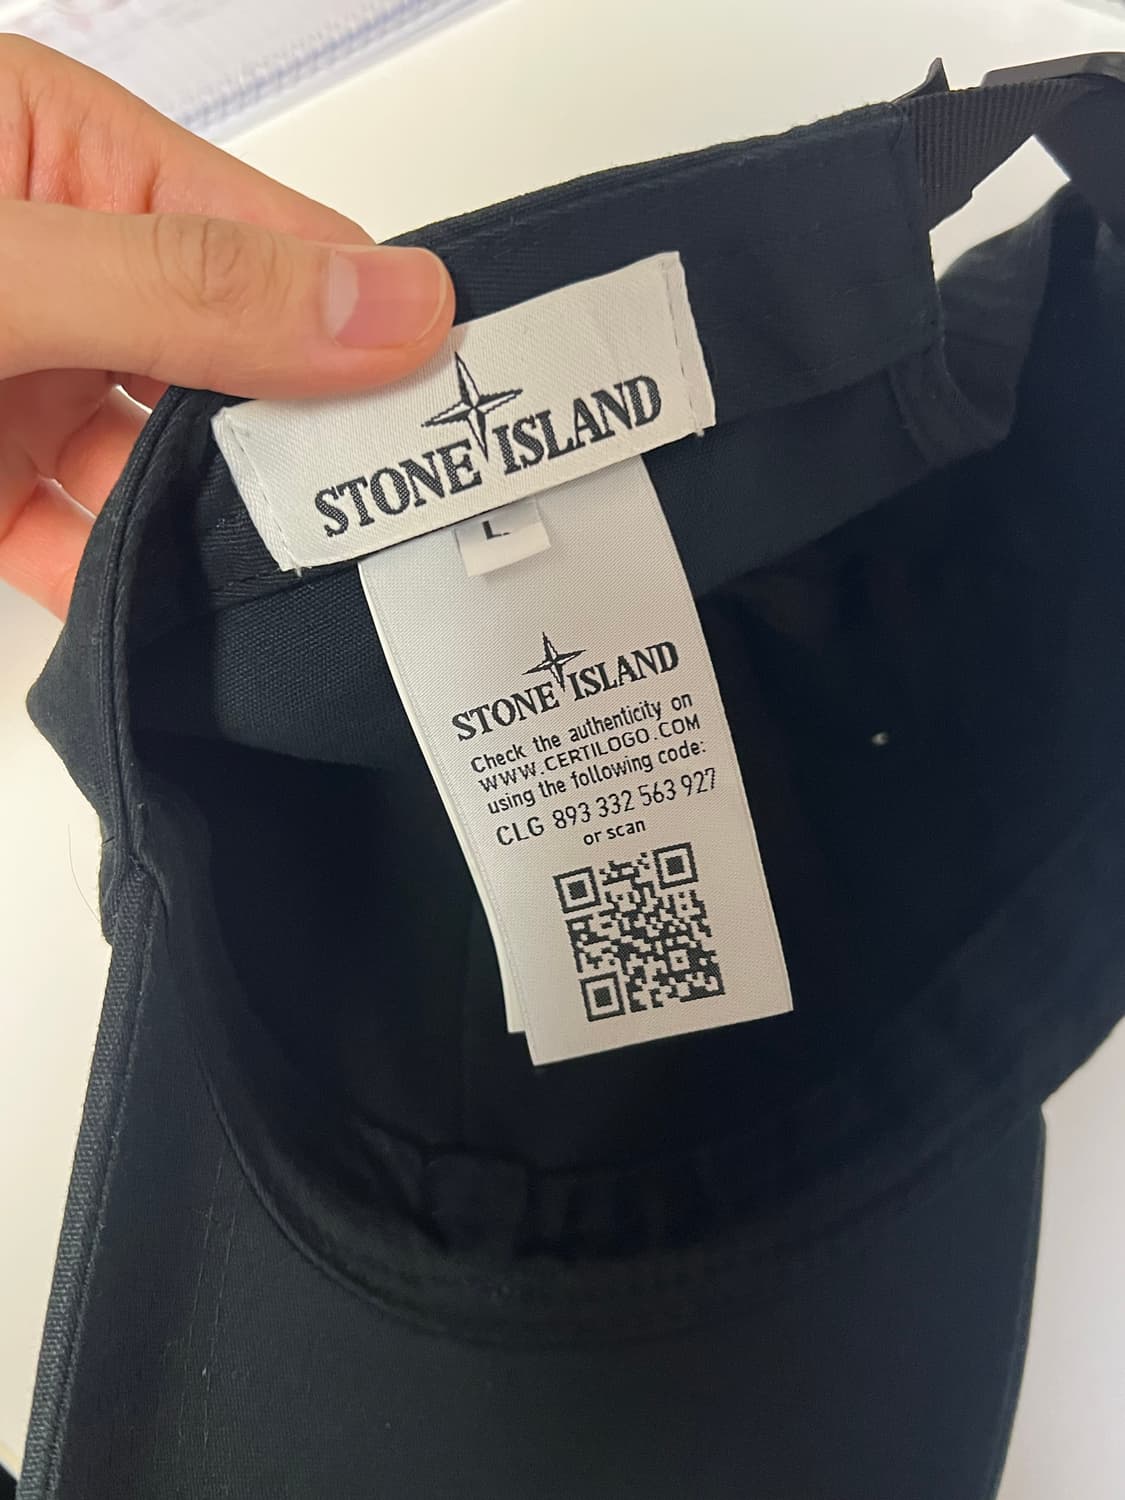 STONE ISLAND
L
STONE ISLAND
Check the authenticity on
WWW.CERTILOGO.COM
using the following code:
CLG 893 332 563 927
or scan